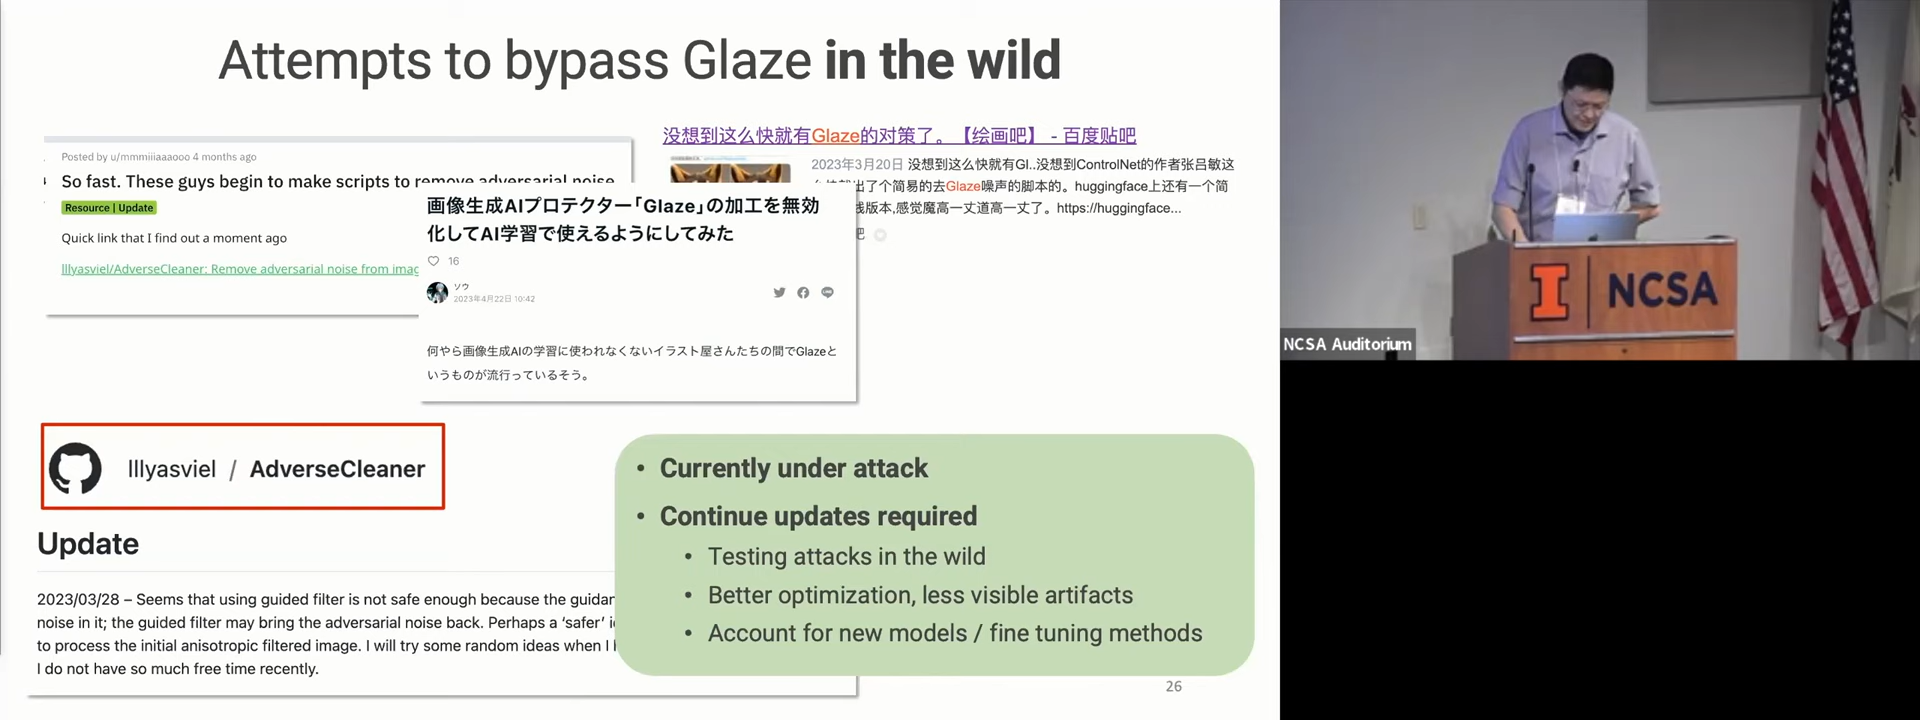 Attempts to bypass Glaze in the wild
Posted by u/mmmiiiaaaooo 4 months ago
So fast. These guys begin to make scripts to remove adversarial noise
Resource | Update
Quick link that I find out a moment ago
lllyasviel/AdverseCleaner: Remove adversarial noise from imag
没想到这么快就有Glaze的对策了。【绘画吧】 - 百度贴吧
2023年3月20日 没想到这么快就有Gl..没想到ControlNet的作者张吕敏这
出了个简易的去Glaze噪声的脚本的。huggingface上还有一个简
线版本,感觉魔高一丈道高一丈了。https://huggingface...
吧
画像生成AIプロテクター「Glaze」の加工を無効
化してAI学習で使えるようにしてみた
16
ソウ
2023年4月22日 10:42
何やら画像生成AIの学習に使われなくないイラスト屋さんたちの間でGlazeと
いうものが流行っているそう。
lllyasviel / AdverseCleaner
Update
2023/03/28 – Seems that using guided filter is not safe enough because the guidan
noise in it; the guided filter may bring the adversarial noise back. Perhaps a ‘safer’ i
to process the initial anisotropic filtered image. I will try some random ideas when I h
I do not have so much free time recently.
• Currently under attack
• Continue updates required
• Testing attacks in the wild
• Better optimization, less visible artifacts
• Account for new models / fine tuning methods
26
I NCSA
NCSA Auditorium